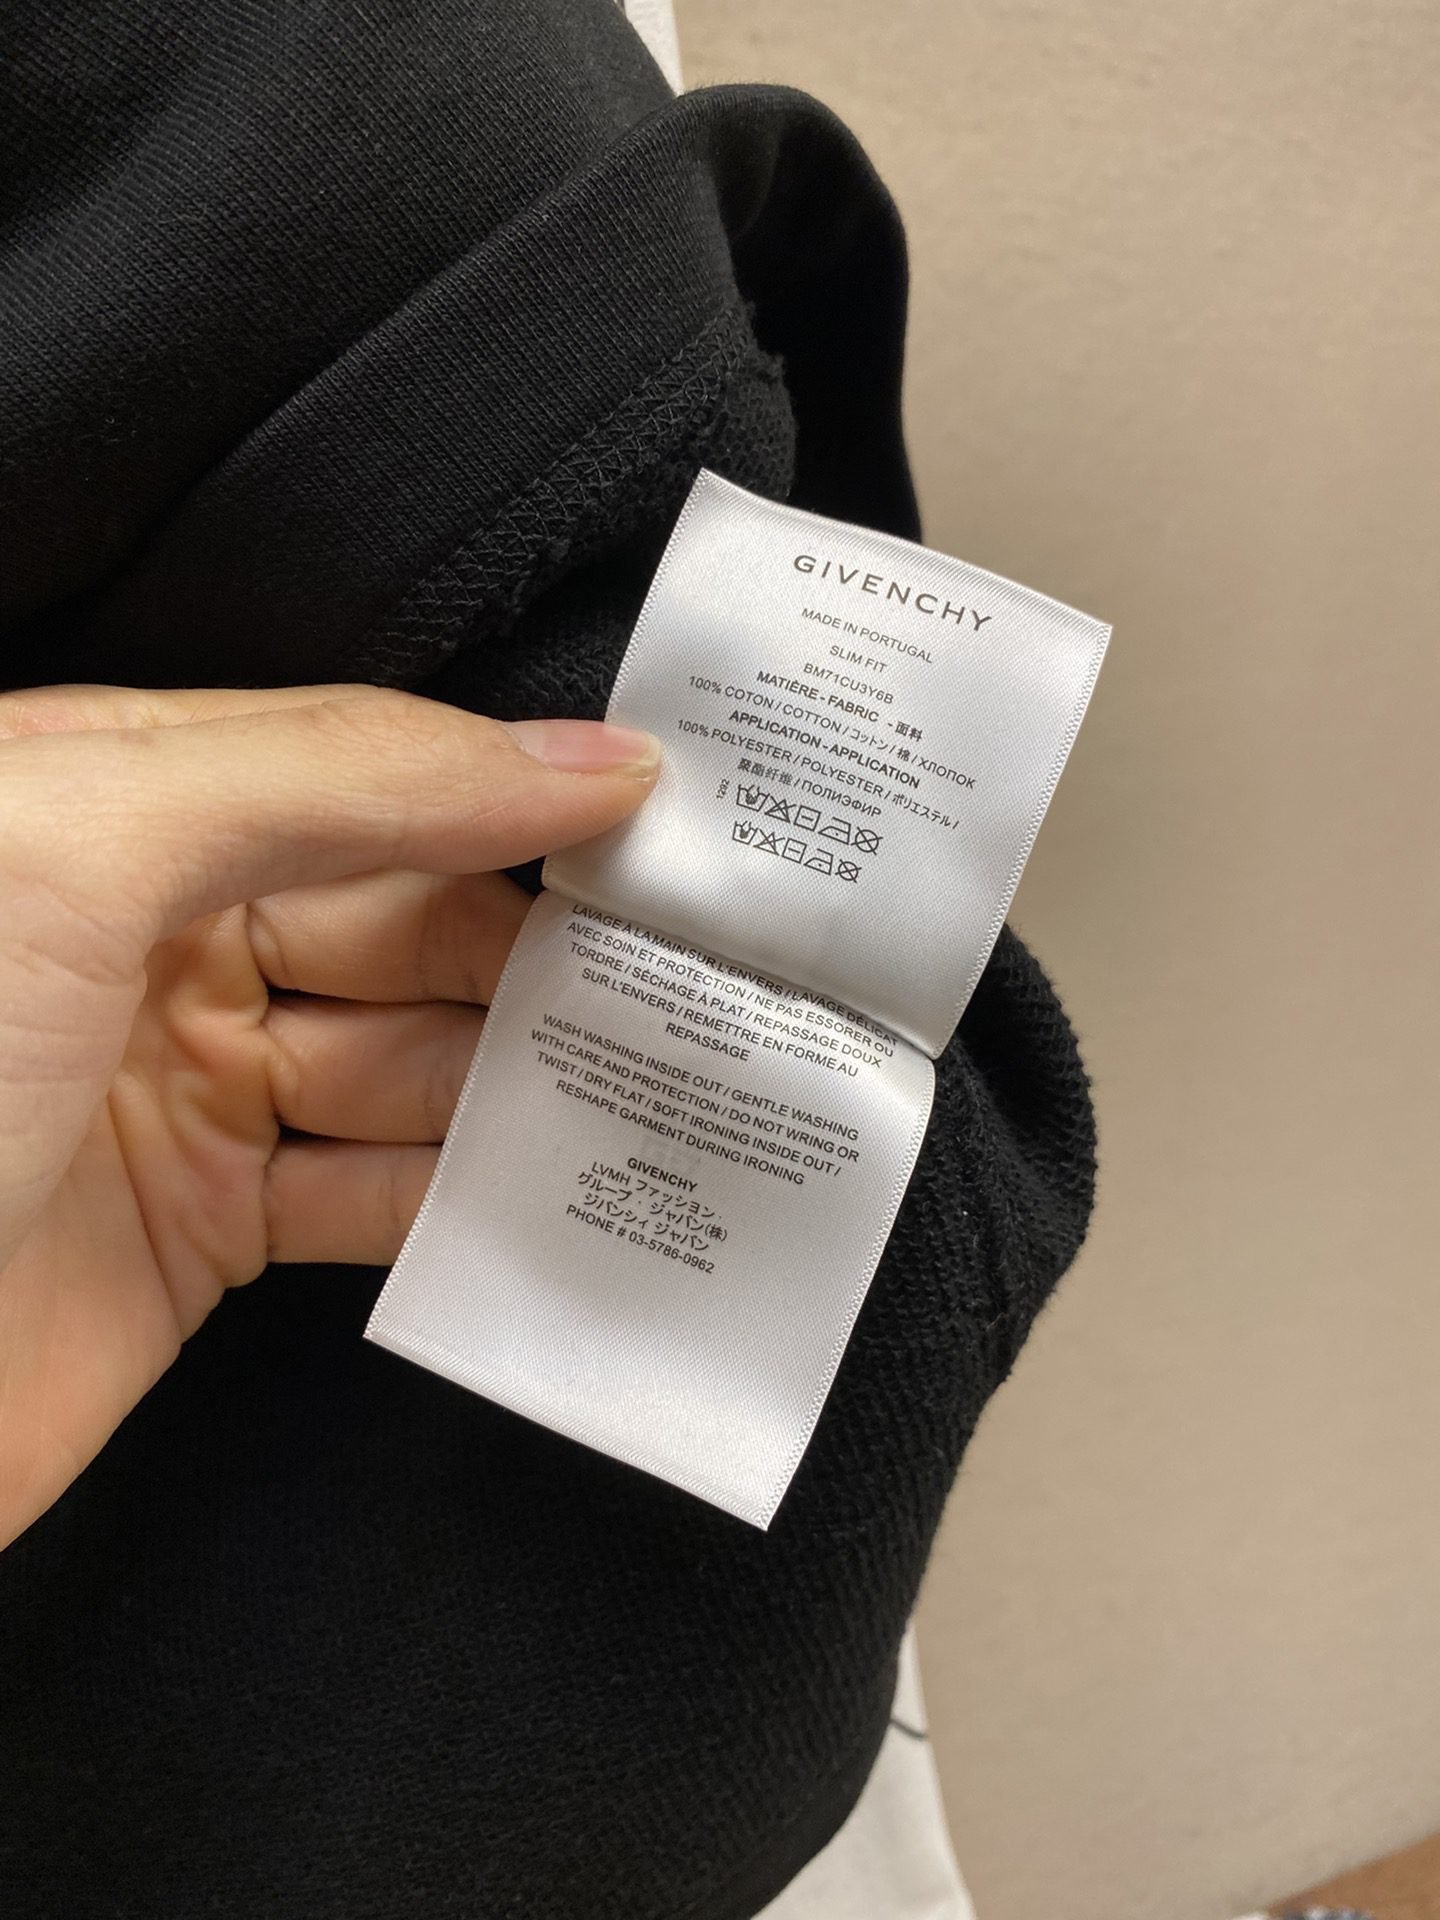 GIVENCHY
MADE IN PORTUGAL
SLIM FIT
BM71CU3Y6B
MATIÈRE - FABRIC - 面料
100% COTON / COTTON / コットン / 棉 / ХЛОПОК
APPLICATION - APPLICATION
100% POLYESTER / POLYESTER / ポリエステル /
聚酯纤维 / ПОЛИЭФИР
1292
LAVAGE À LA MAIN SUR L'ENVERS / LAVAGE DÉLICAT
AVEC SOIN ET PROTECTION / NE PAS ESSORER OU
TORDRE / SÉCHAGE À PLAT / REPASSAGE DOUX
SUR L'ENVERS / REMETTRE EN FORME AU
REPASSAGE
WASH WASHING INSIDE OUT / GENTLE WASHING
WITH CARE AND PROTECTION / DO NOT WRING OR
TWIST / DRY FLAT / SOFT IRONING INSIDE OUT /
RESHAPE GARMENT DURING IRONING
GIVENCHY
LVMH ファッション・
グループ・ジャパン(株)
ジバンシィ ジャパン
PHONE # 03-5786-0962